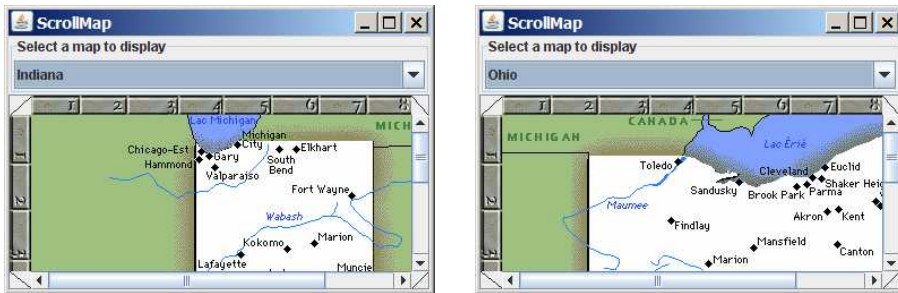 ScrollMap
Select a map to display
Indiana
1 2 3 4 5 6 7 8
Lac Michigan
MICH
Michigan
City
Chicago-Est
Elkhart
Gary
Hammond
South
Bend
Valparaiso
Fort Wayne
2
Wabash
Kokomo
Marion
Lafayette
Muncie
ScrollMap
Select a map to display
Ohio
1 2 3 4 5 6 7 8
CANADA
MICHIGAN
Lac Érié
Toledo
Cleveland
Euclid
Sandusky
Shaker Hei
Brook Park
Parma
Maumee
2
Akron
Kent
Findlay
Mansfield
Canton
Marion